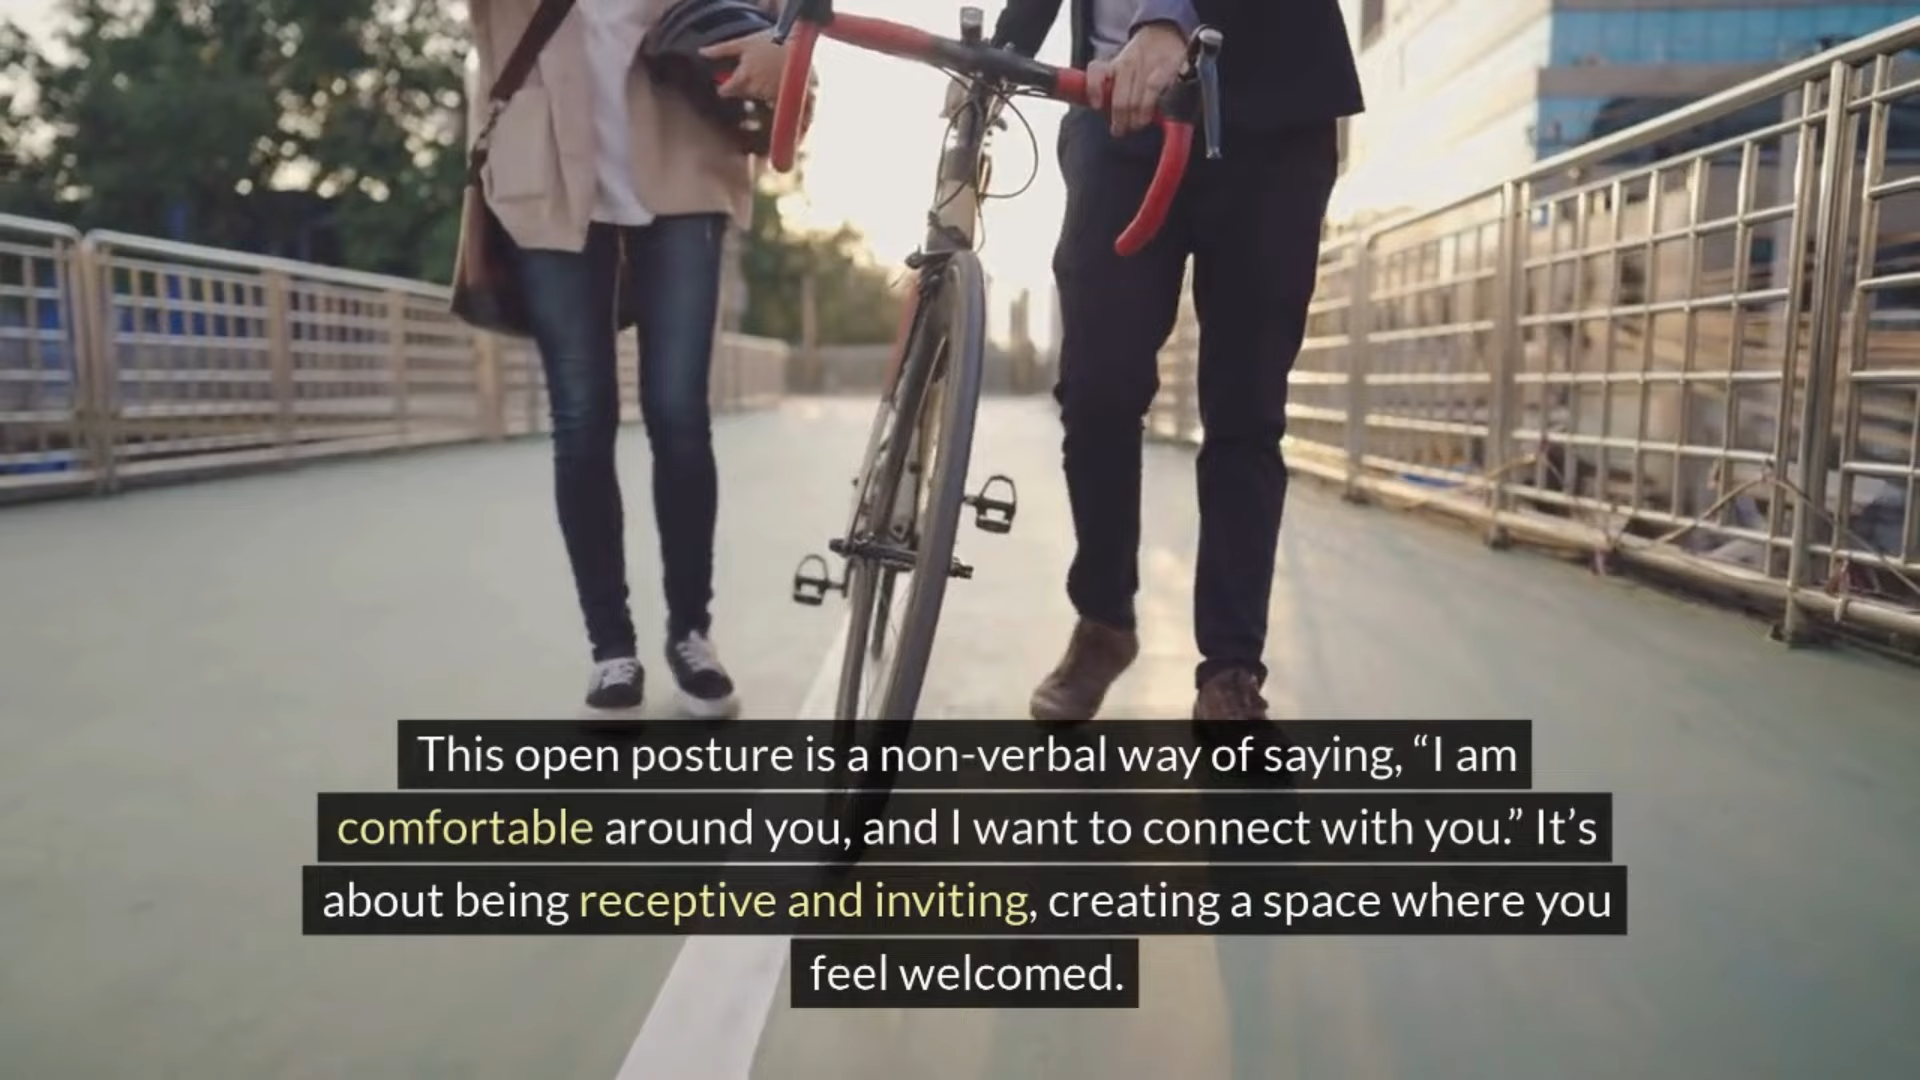 This open posture is a non-verbal way of saying, “I am
comfortable around you, and I want to connect with you.” It’s
about being receptive and inviting, creating a space where you
feel welcomed.